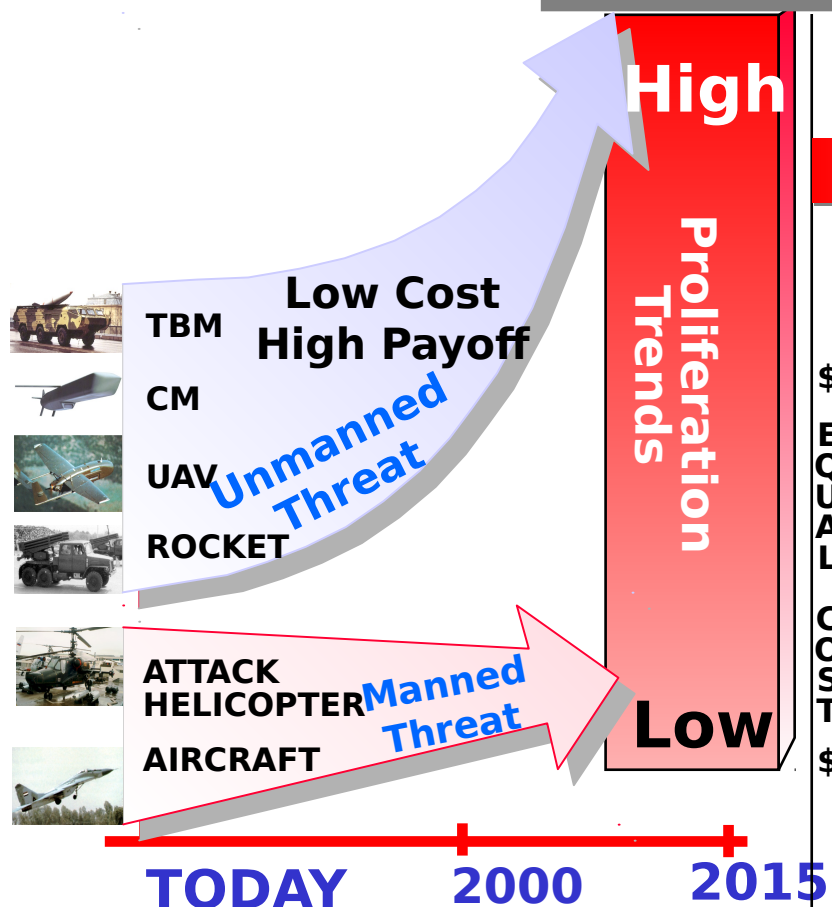 High
Proliferation
Trends
Low Cost
High Payoff
TBM
CM
UAV
ROCKET
Unmanned
Threat
ATTACK
HELICOPTER
AIRCRAFT
Manned
Threat
Low
$
E
Q
U
A
L
C
O
S
T
$
TODAY
2000
2015